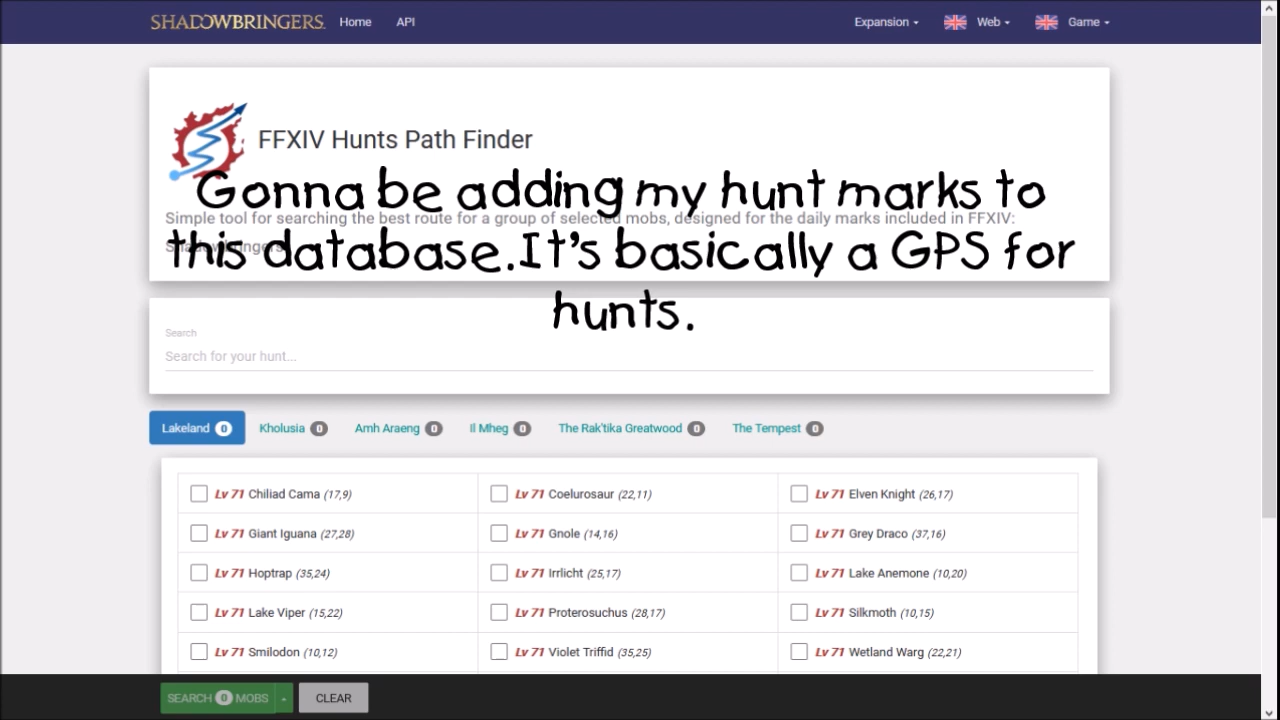 SHADOWBRINGERS Home API Expansion Web Game
FFXIV Hunts Path Finder
Gonna be adding my hunt marks to
Simple tool for searching the best route for a group of selected mobs, designed for the daily marks included in FFXIV:
Shadowbringers
this database.It's basically a GPS for
hunts.
Search
Search for your hunt...
Lakeland 0 Kholusia 0 Amh Araeng 0 Il Mheg 0 The Rak'tika Greatwood 0 The Tempest 0
Lv 71 Chiliad Cama (17,9) Lv 71 Coelurosaur (22,11) Lv 71 Elven Knight (26,17)
Lv 71 Giant Iguana (27,28) Lv 71 Gnole (14,16) Lv 71 Grey Draco (37,16)
Lv 71 Hoptrap (35,24) Lv 71 Irrlicht (25,17) Lv 71 Lake Anemone (10,20)
Lv 71 Lake Viper (15,22) Lv 71 Proterosuchus (28,17) Lv 71 Silkmoth (10,15)
Lv 71 Smilodon (10,12) Lv 71 Violet Triffid (35,25) Lv 71 Wetland Warg (22,21)
SEARCH 0 MOBS CLEAR